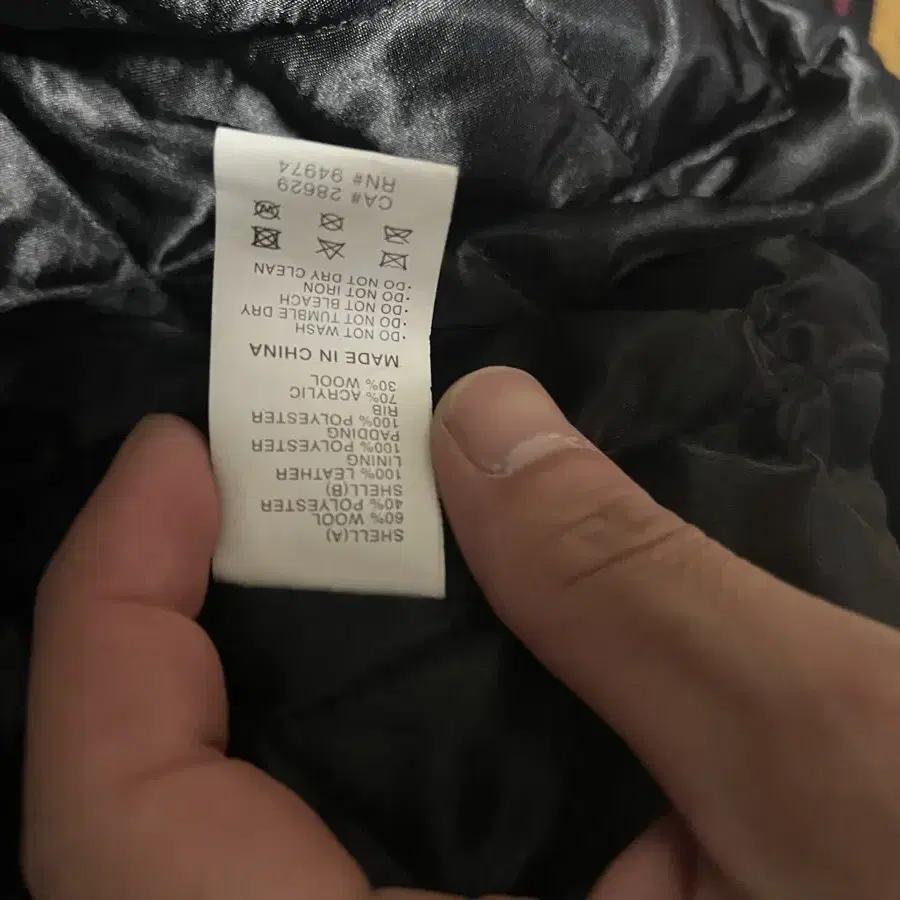 SHELL(A)
60% WOOL
40% POLYESTER
SHELL(B)
100% LEATHER
LINING
100% POLYESTER
PADDING
100% POLYESTER
RIB
70% ACRYLIC
30% WOOL
MADE IN CHINA
·DO NOT WASH
·DO NOT TUMBLE DRY
·DO NOT BLEACH
·DO NOT IRON
·DO NOT DRY CLEAN
CA# 28629
RN# 94974